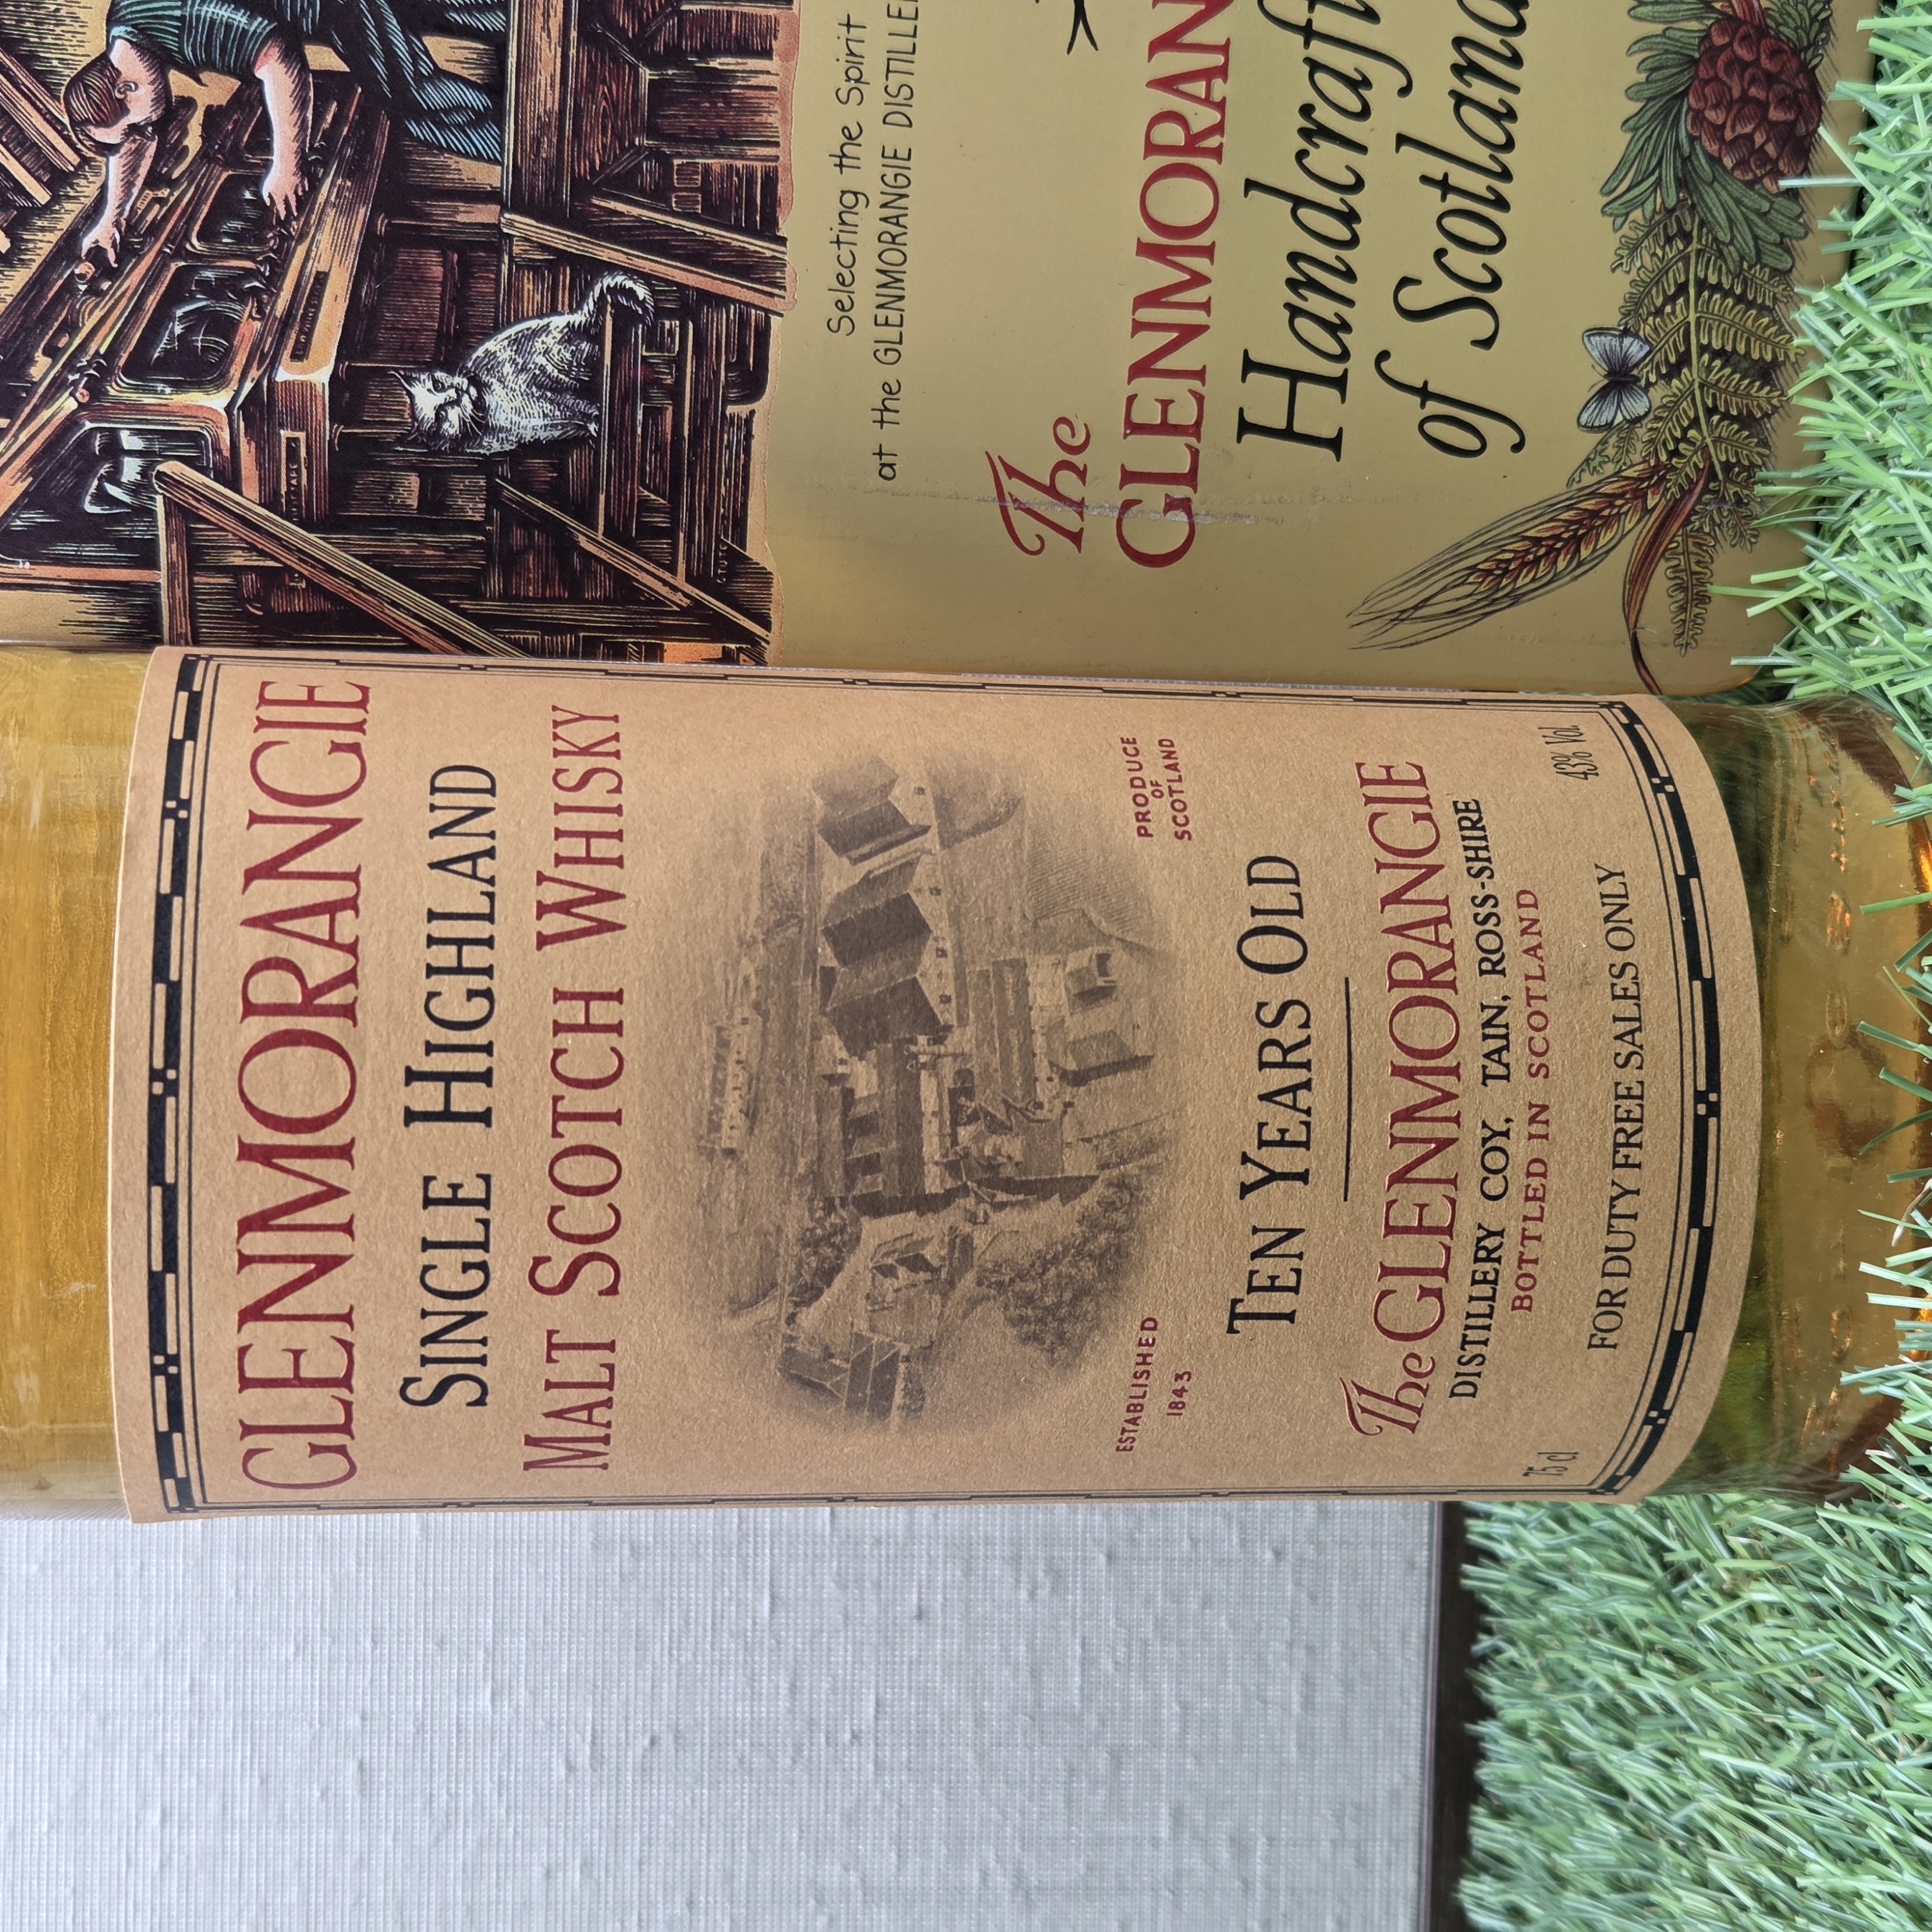 GLENMORANGIE
SINGLE HIGHLAND
MALT SCOTCH WHISKY
ESTABLISHED
1843
PRODUCE
OF
SCOTLAND
TEN YEARS OLD
The GLENMORANGIE
DISTILLERY COY, TAIN, ROSS-SHIRE
BOTTLED IN SCOTLAND
75 cl
43% Vol.
FOR DUTY FREE SALES ONLY
Selecting the Spirit
at the GLENMORANGIE DISTILLE
The
GLENMORAN
Handcraft
of Scotland